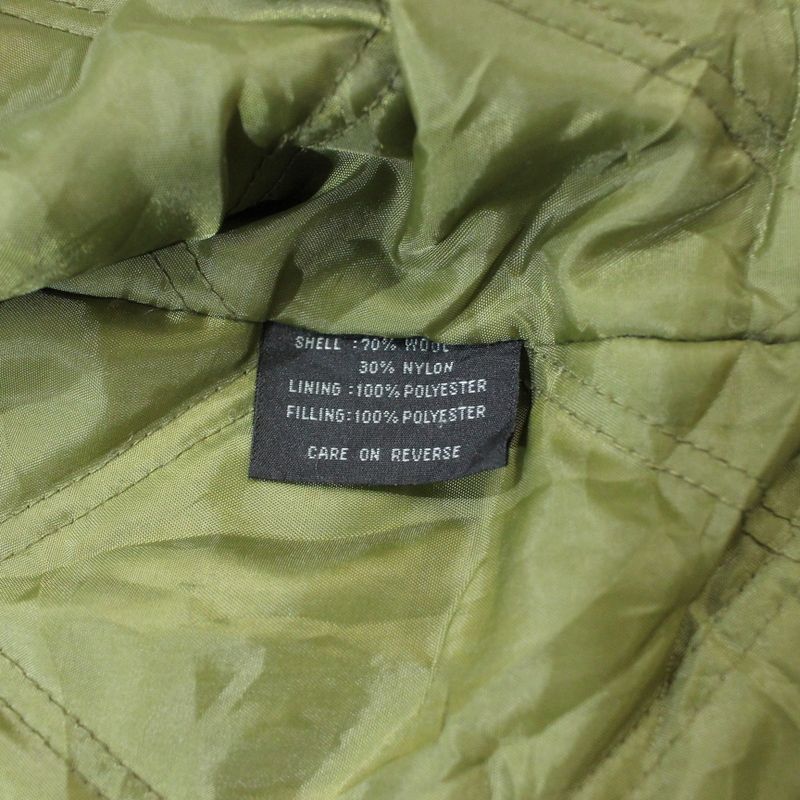 SHELL :70% WOOL
30% NYLON
LINING :100% POLYESTER
FILLING:100% POLYESTER
CARE ON REVERSE